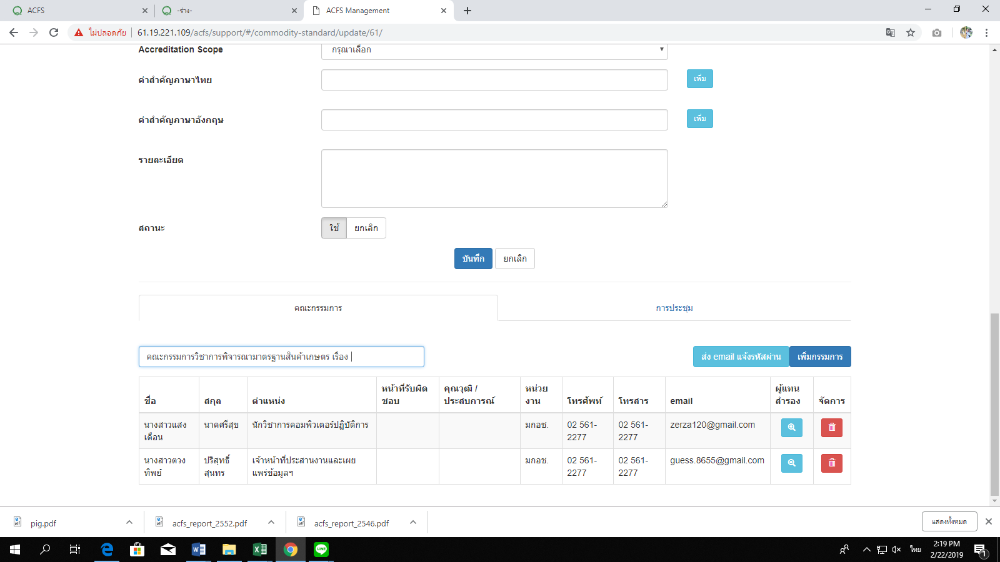 ACFS
-ร่าง-
ACFS Management
ไม่ปลอดภัย
61.19.221.109/acfs/support/#/commodity-standard/update/61/
Accreditation Scope
กรุณาเลือก
คำสำคัญภาษาไทย
เพิ่ม
คำสำคัญภาษาอังกฤษ
เพิ่ม
รายละเอียด
สถานะ
ใช้ ยกเลิก
บันทึก ยกเลิก
คณะกรรมการ
การประชุม
คณะกรรมการวิชาการพิจารณามาตรฐานสินค้าเกษตร เรื่อง
ส่ง email แจ้งรหัสผ่าน
เพิ่มกรรมการ
ชื่อ
สกุล
ตำแหน่ง
หน้าที่รับผิด
ชอบ
คุณวุฒิ /
ประสบการณ์
หน่วย
งาน
โทรศัพท์
โทรสาร
email
ผู้แทน
สำรอง
จัดการ
นางสาวแสง
เดือน
นาคศรีสุข
นักวิชาการคอมพิวเตอร์ปฏิบัติการ
มกอช.
02 561-
2277
02 561-
2277
zerza120@gmail.com
นางสาวตวง
ทิพย์
ปริสุทธิ์
สุนทร
เจ้าหน้าที่ประสานงานและเผย
แพร่ข้อมูลฯ
มกอช.
02 561-
2277
02 561-
2277
guess.8655@gmail.com
pig.pdf
acfs_report_2552.pdf
acfs_report_2546.pdf
แสดงทั้งหมด
ไทย
2:19 PM
2/22/2019
1